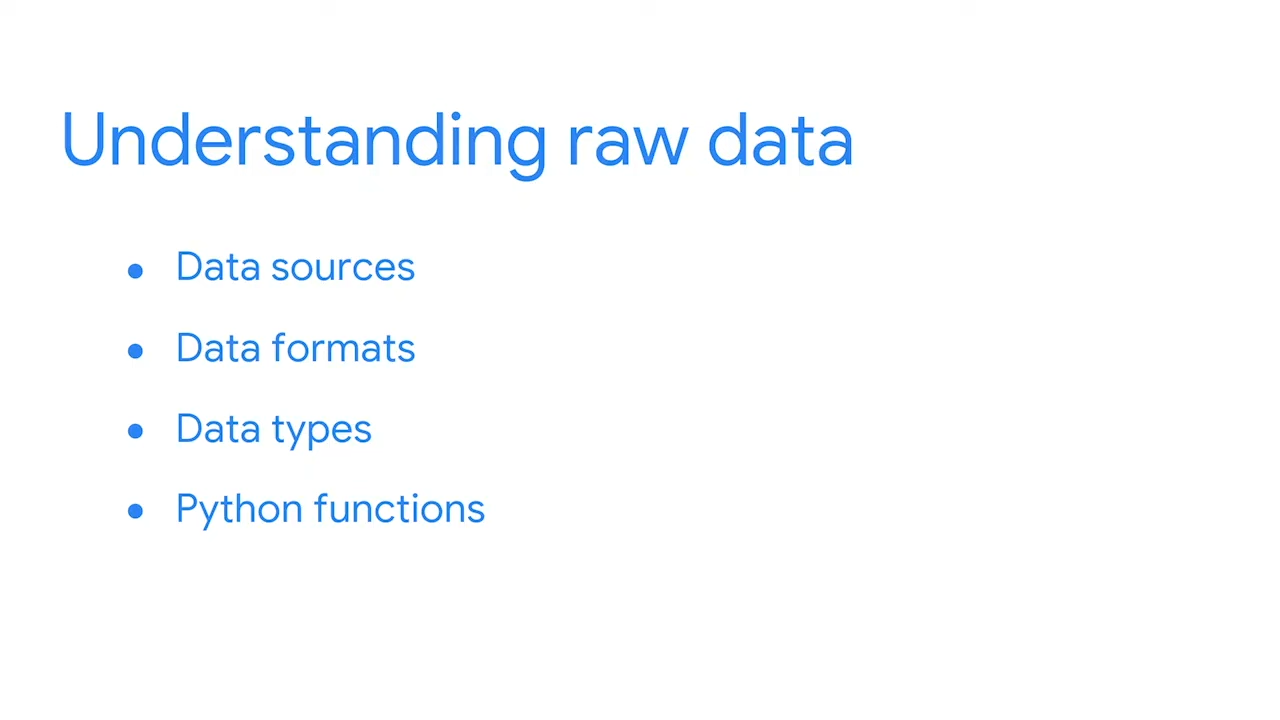 Understanding raw data
● Data sources
● Data formats
● Data types
● Python functions